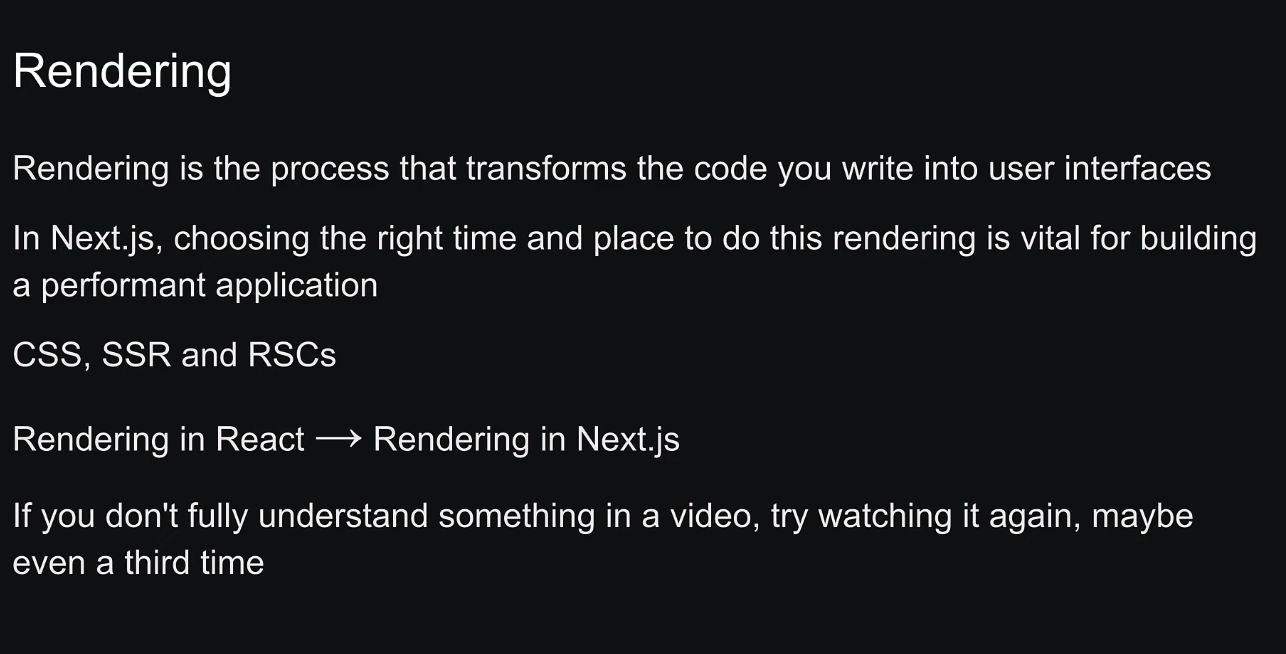 Rendering
Rendering is the process that transforms the code you write into user interfaces
In Next.js, choosing the right time and place to do this rendering is vital for building
a performant application
CSS, SSR and RSCs
Rendering in React ⟶ Rendering in Next.js
If you don't fully understand something in a video, try watching it again, maybe
even a third time